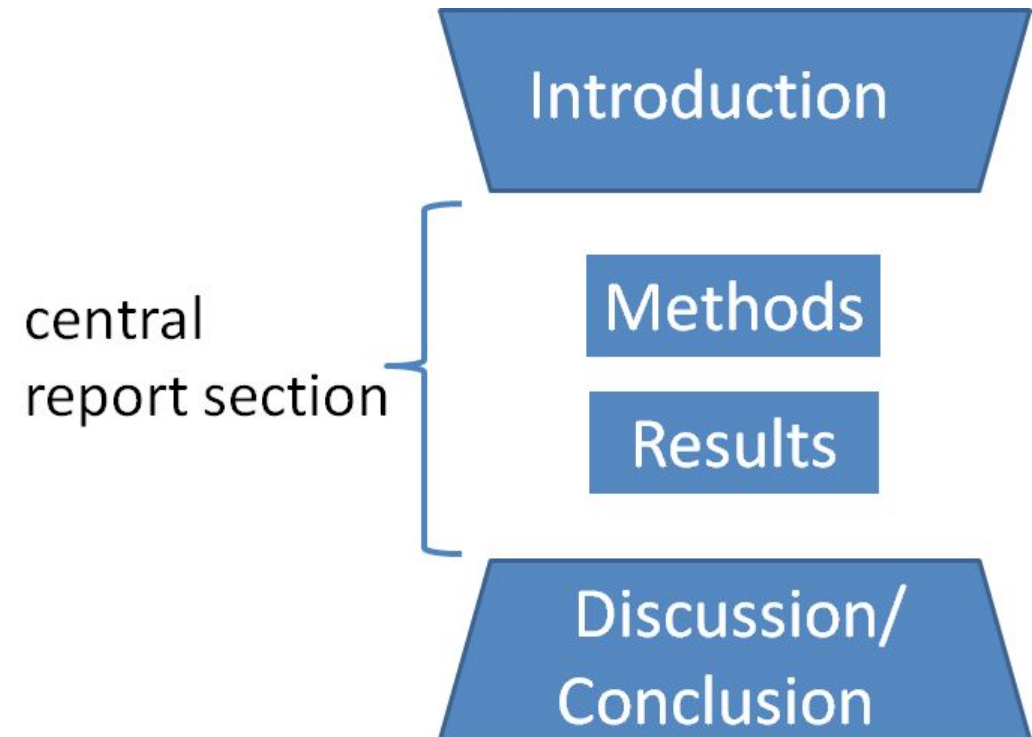 Introduction
central
report section
Methods
Results
Discussion/
Conclusion